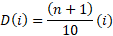 D(i) = (n + 1)/10 (i)